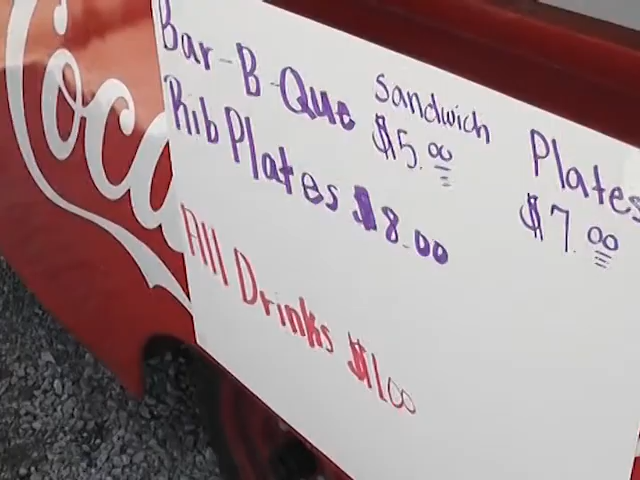 Coca
Bar-B-Que Sandwich Plates
$5.00 $7.00
Rib Plates $8.00
All Drinks $1.00